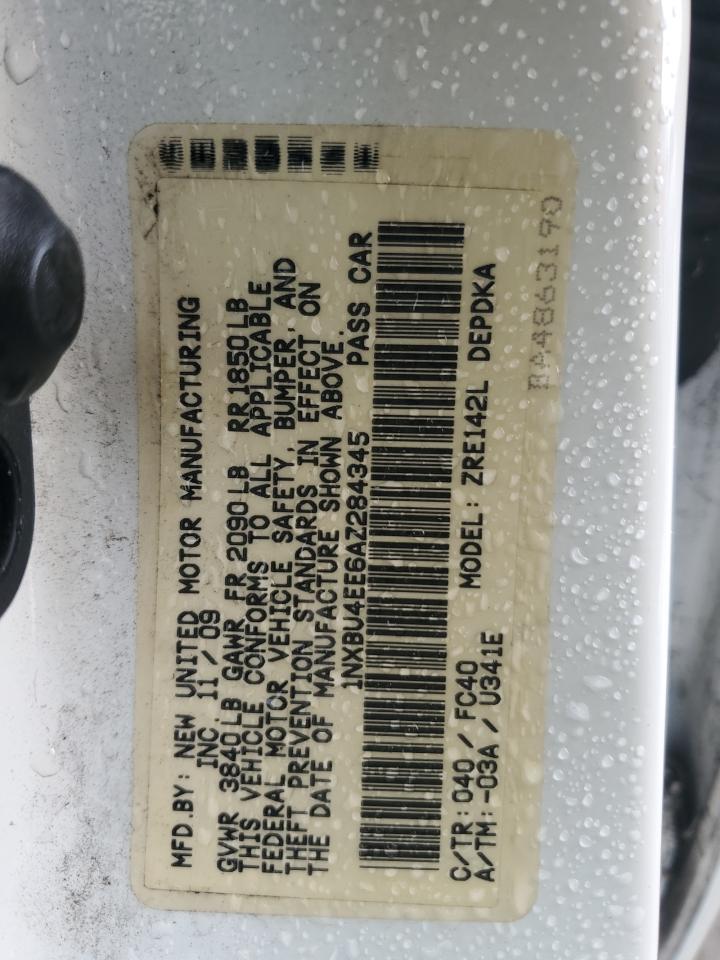 MFD.BY: NEW UNITED MOTOR MANUFACTURING
INC. 11/09
GVWR 3840LB GAWR FR 2090LB RR1850LB
THIS VEHICLE CONFORMS TO ALL APPLICABLE
FEDERAL MOTOR VEHICLE SAFETY, BUMPER, AND
THEFT PREVENTION STANDARDS IN EFFECT ON
THE DATE OF MANUFACTURE SHOWN ABOVE.
1NXBU4EE6AZ284345 PASS CAR
C/TR: 040/FC40 MODEL: ZRE142L DEPDKA
A/TM:-03A/U341E
BA4863190